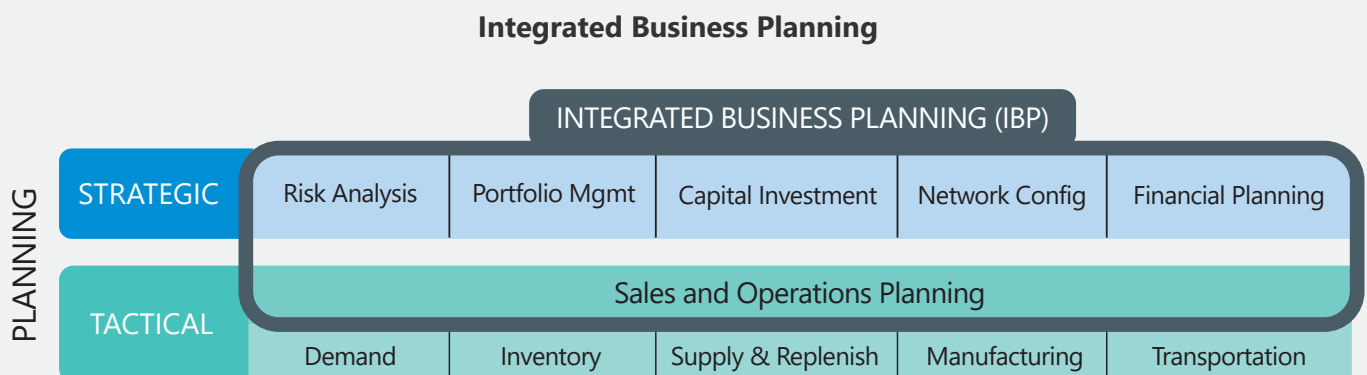 Integrated Business Planning
INTEGRATED BUSINESS PLANNING (IBP)
PLANNING
STRATEGIC
Risk Analysis
Portfolio Mgmt
Capital Investment
Network Config
Financial Planning
TACTICAL
Sales and Operations Planning
Demand
Inventory
Supply & Replenish
Manufacturing
Transportation